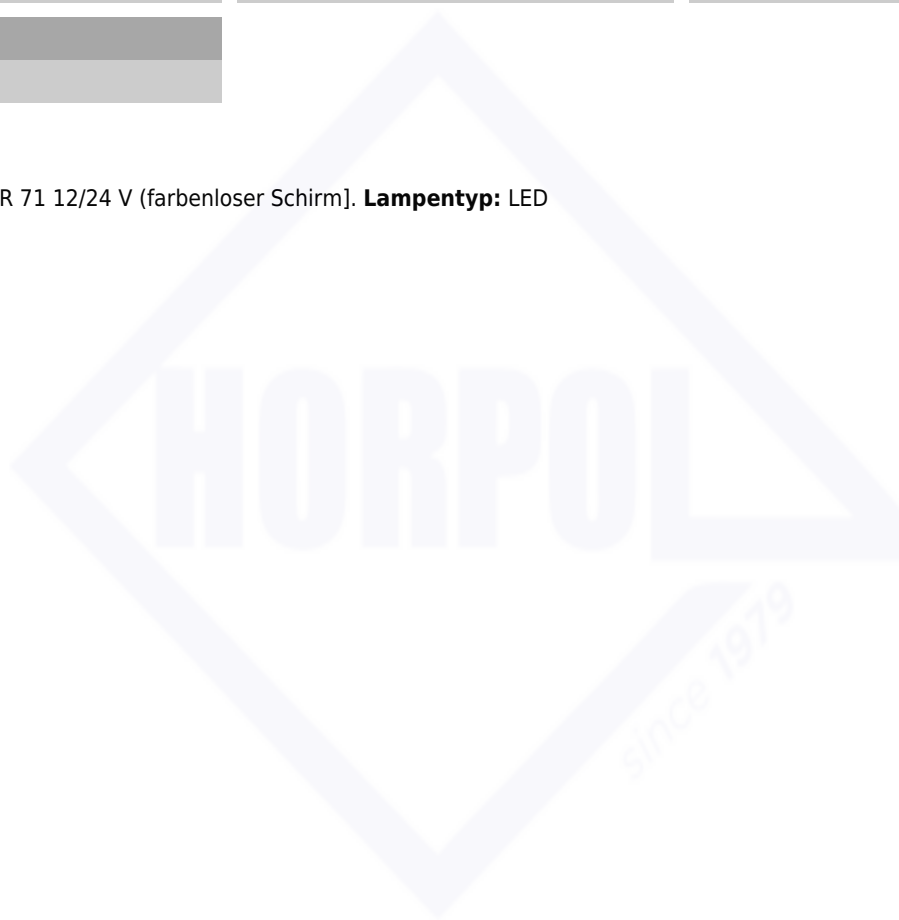 R 71 12/24 V (farbenloser Schirm]. Lampentyp: LED
HORPOL
since 1979